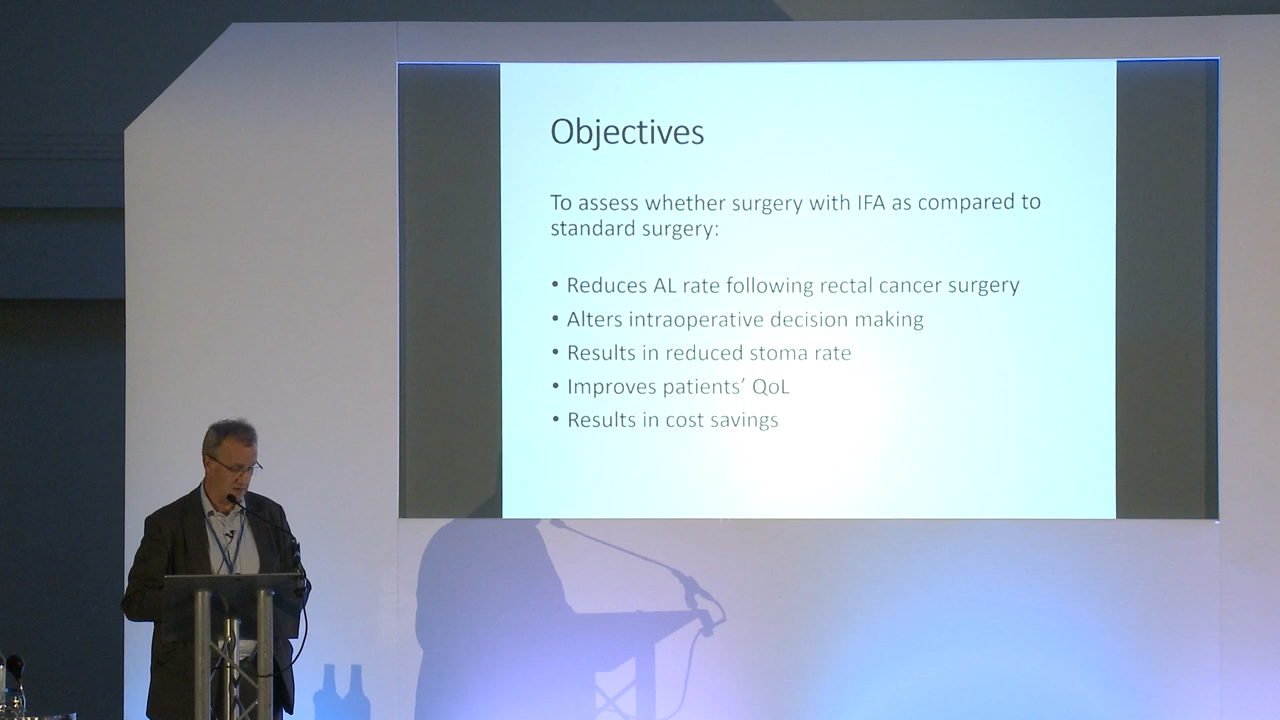 Objectives
To assess whether surgery with IFA as compared to
standard surgery:
• Reduces AL rate following rectal cancer surgery
• Alters intraoperative decision making
• Results in reduced stoma rate
• Improves patients’ QoL
• Results in cost savings